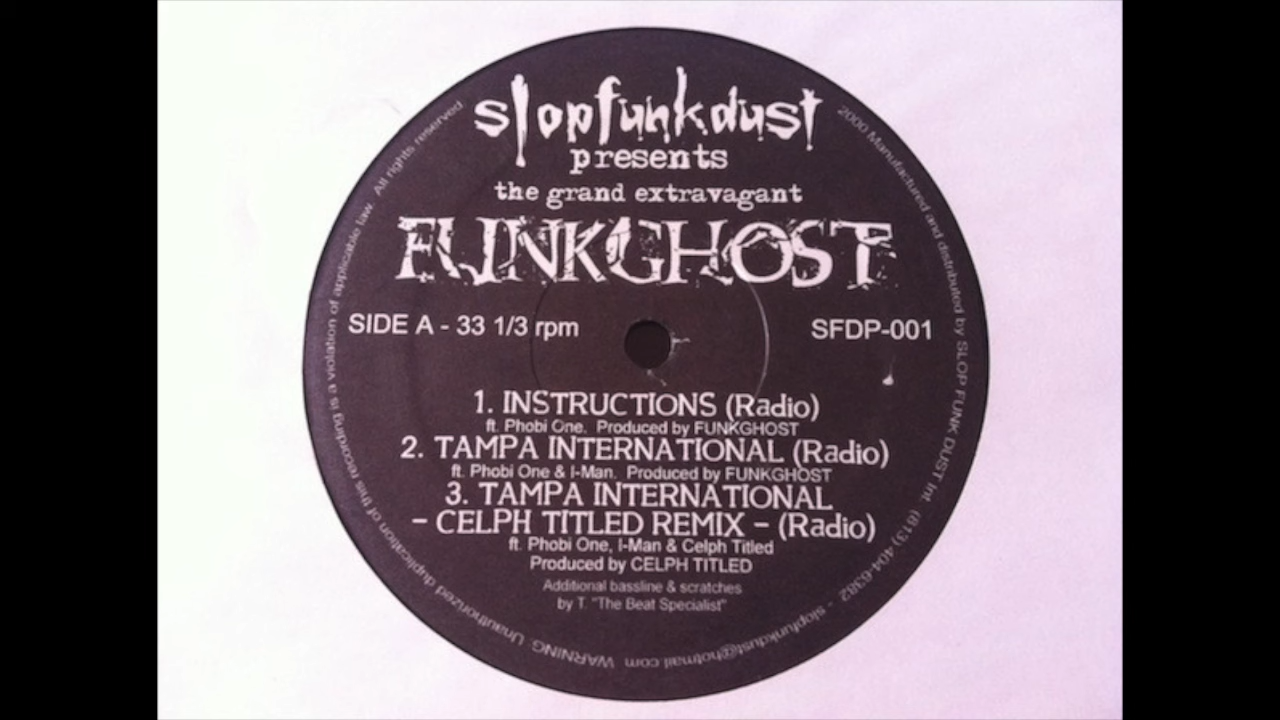 slopfunkdust
presents
the grand extravagant
FUNKGHOST
SIDE A - 33 1/3 rpm
SFDP-001
1. INSTRUCTIONS (Radio)
ft. Phobi One. Produced by FUNKGHOST
2. TAMPA INTERNATIONAL (Radio)
ft. Phobi One & I-Man. Produced by FUNKGHOST
3. TAMPA INTERNATIONAL
- CELPH TITLED REMIX - (Radio)
ft. Phobi One, I-Man & Celph Titled
Produced by CELPH TITLED
Additional bassline & scratches
by T. "The Beat Specialist"
2000 Manufactured and distributed by SLOP FUNK DUST Int. (813) 404-6382 - slopfunkdust@hotmail.com
WARNING: Unauthorized duplication of this recording is a violation of applicable law. All rights reserved